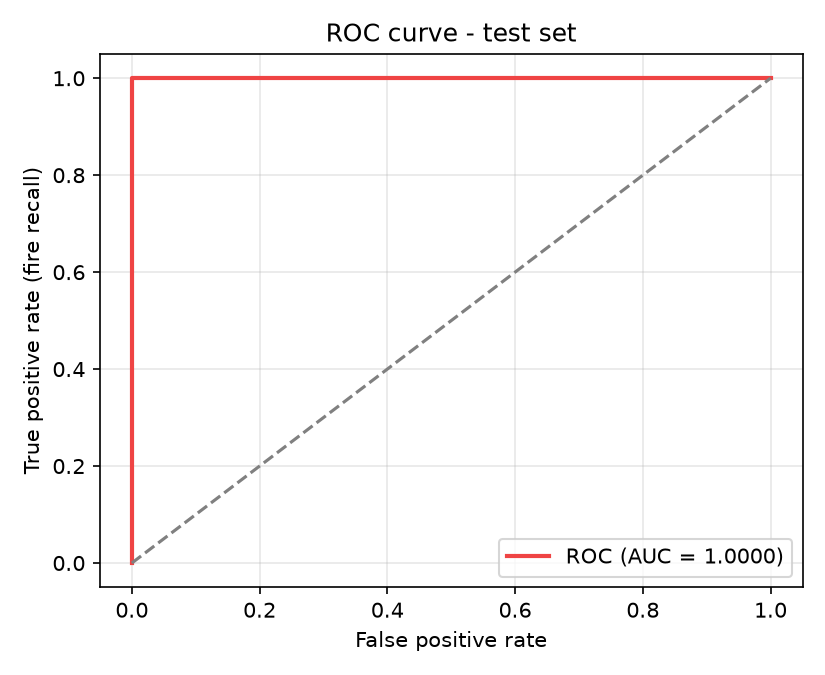 ROC curve - test set
True positive rate (fire recall)
1.0
0.8
0.6
0.4
0.2
0.0
ROC (AUC = 1.0000)
0.0 0.2 0.4 0.6 0.8 1.0
False positive rate